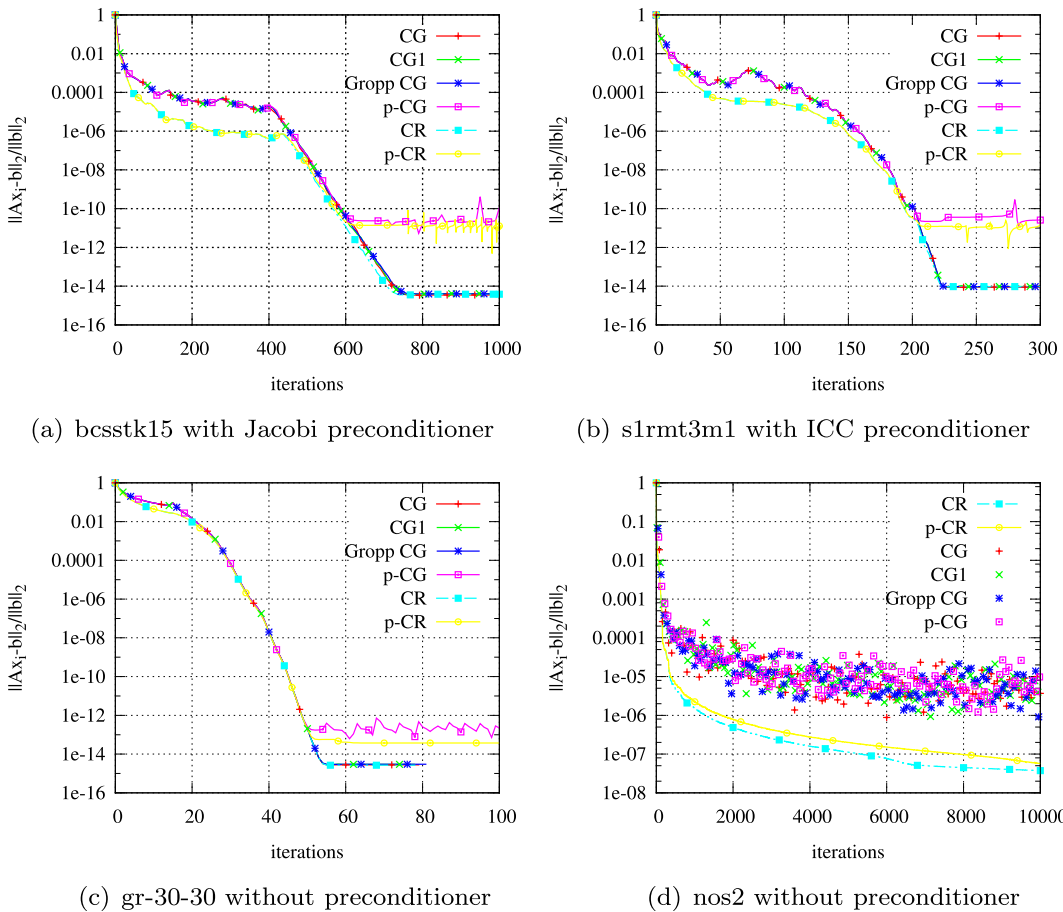 1
0.01
0.0001
1e-06
1e-08
1e-10
1e-12
1e-14
1e-16
||Ax_i-b||_2/||b||_2
CG
CG1
Gropp CG
p-CG
CR
p-CR
0 200 400 600 800 1000
iterations
(a) bcsstk15 with Jacobi preconditioner
1
0.01
0.0001
1e-06
1e-08
1e-10
1e-12
1e-14
1e-16
||Ax_i-b||_2/||b||_2
CG
CG1
Gropp CG
p-CG
CR
p-CR
0 50 100 150 200 250 300
iterations
(b) s1rmt3m1 with ICC preconditioner
1
0.01
0.0001
1e-06
1e-08
1e-10
1e-12
1e-14
1e-16
||Ax_i-b||_2/||b||_2
CG
CG1
Gropp CG
p-CG
CR
p-CR
0 20 40 60 80 100
iterations
(c) gr-30-30 without preconditioner
1
0.1
0.01
0.001
0.0001
1e-05
1e-06
1e-07
1e-08
||Ax_i-b||_2/||b||_2
CR
p-CR
CG
CG1
Gropp CG
p-CG
0 2000 4000 6000 8000 10000
iterations
(d) nos2 without preconditioner